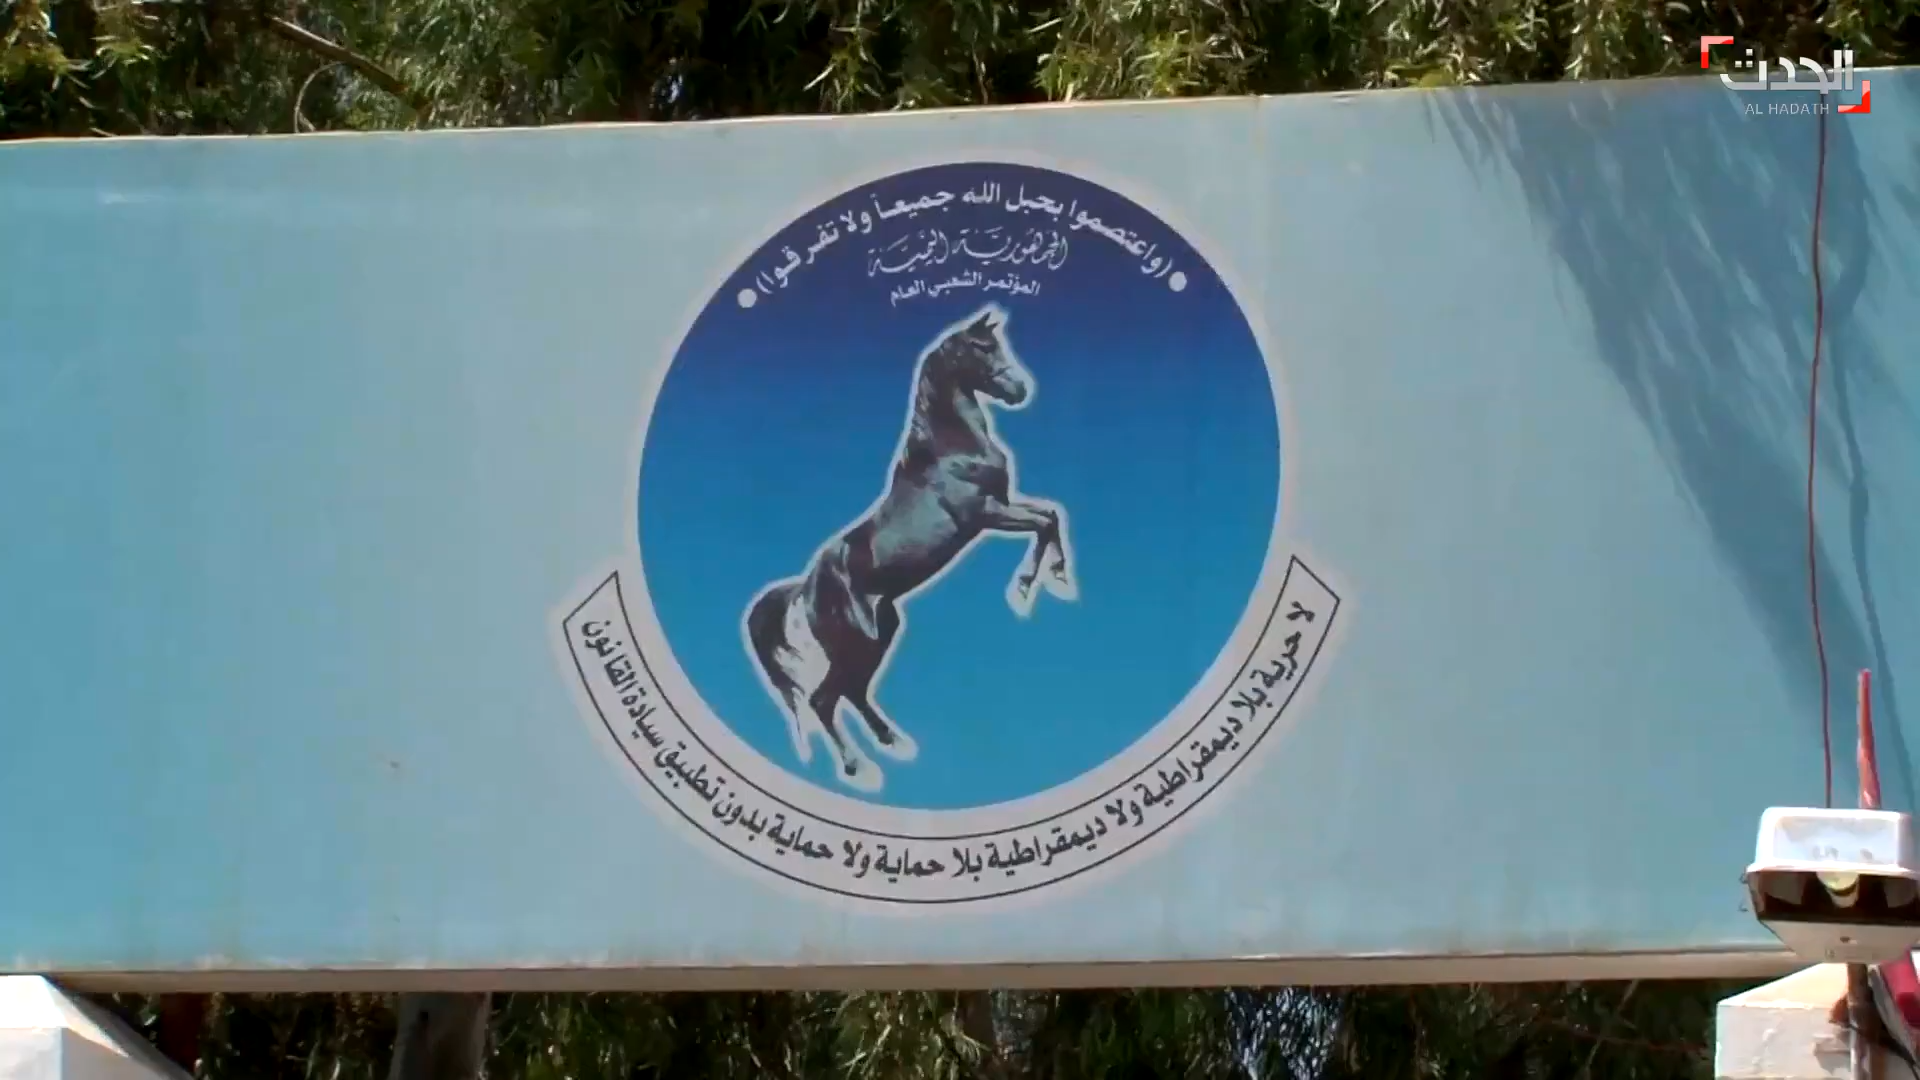 الحدث
AL HADATH
(واعتصموا بحبل الله جميعاً ولا تفرقوا)
الجمهورية اليمنية
المؤتمر الشعبي العام
لا حرية بلا ديمقراطية ولا ديمقراطية بلا حماية ولا حماية بدون تطبيق سيادة القانون